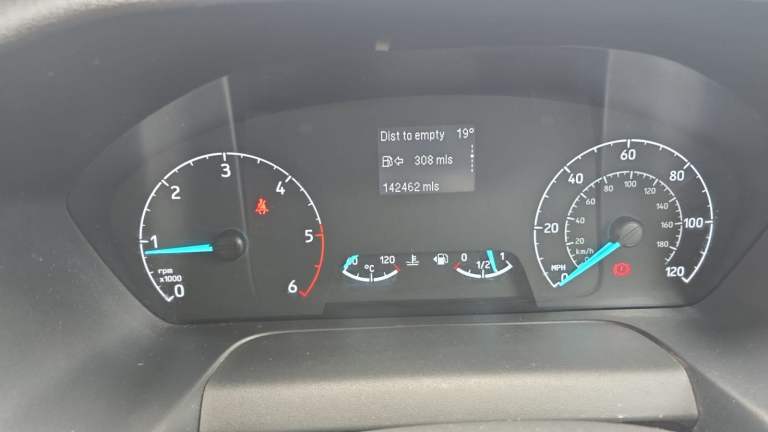 Dist to empty 19°
308 mls
142462 mls
0 1 2 3 4 5 6
rpm
x1000
60 °C 120
0 1/2 1
0 20 40 60 80 100 120
MPH
20 40 60 80 100 120 140 160 180
km/h